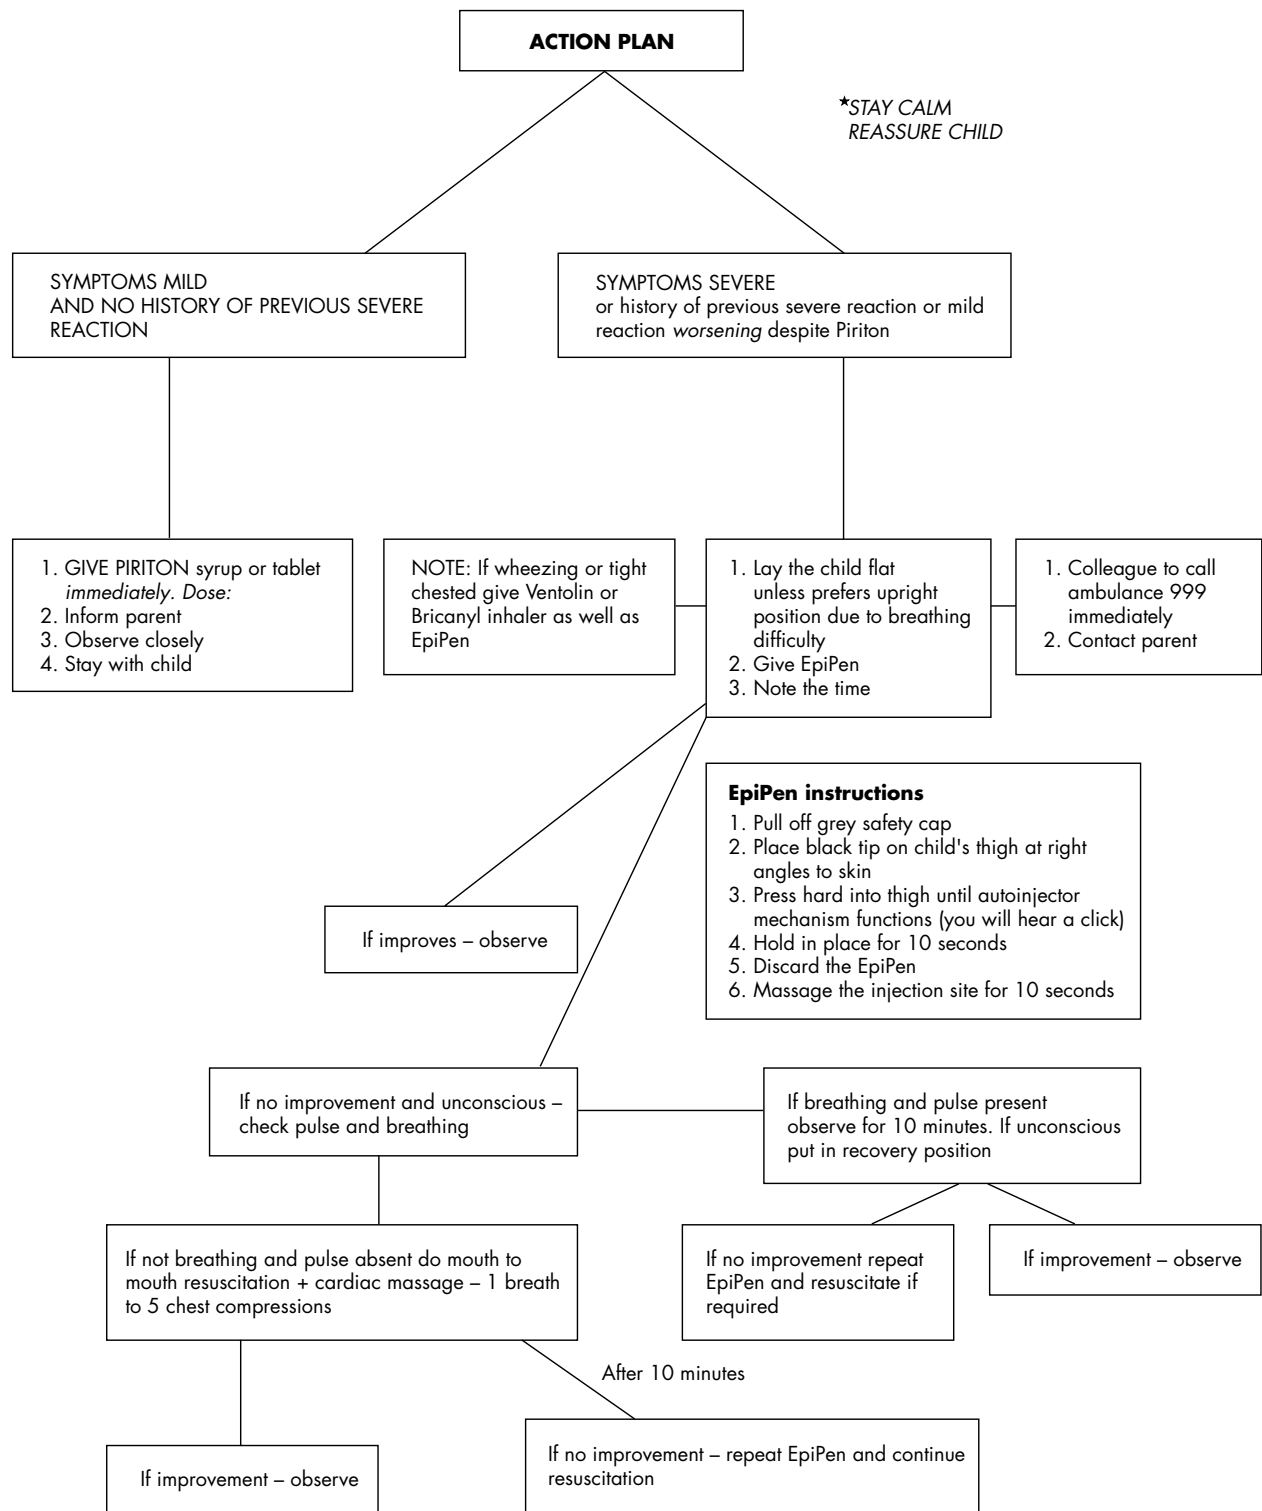 ACTION PLAN
★STAY CALM
REASSURE CHILD
SYMPTOMS MILD
AND NO HISTORY OF PREVIOUS SEVERE
REACTION
SYMPTOMS SEVERE
or history of previous severe reaction or mild
reaction worsening despite Piriton
1. GIVE PIRITON syrup or tablet
immediately. Dose:
2. Inform parent
3. Observe closely
4. Stay with child
NOTE: If wheezing or tight
chested give Ventolin or
Bricanyl inhaler as well as
EpiPen
1. Lay the child flat
unless prefers upright
position due to breathing
difficulty
2. Give EpiPen
3. Note the time
1. Colleague to call
ambulance 999
immediately
2. Contact parent
EpiPen instructions
1. Pull off grey safety cap
2. Place black tip on child's thigh at right
angles to skin
3. Press hard into thigh until autoinjector
mechanism functions (you will hear a click)
4. Hold in place for 10 seconds
5. Discard the EpiPen
6. Massage the injection site for 10 seconds
If improves – observe
If no improvement and unconscious –
check pulse and breathing
If breathing and pulse present
observe for 10 minutes. If unconscious
put in recovery position
If not breathing and pulse absent do mouth to
mouth resuscitation + cardiac massage – 1 breath
to 5 chest compressions
If no improvement repeat
EpiPen and resuscitate if
required
If improvement – observe
After 10 minutes
If improvement – observe
If no improvement – repeat EpiPen and continue
resuscitation